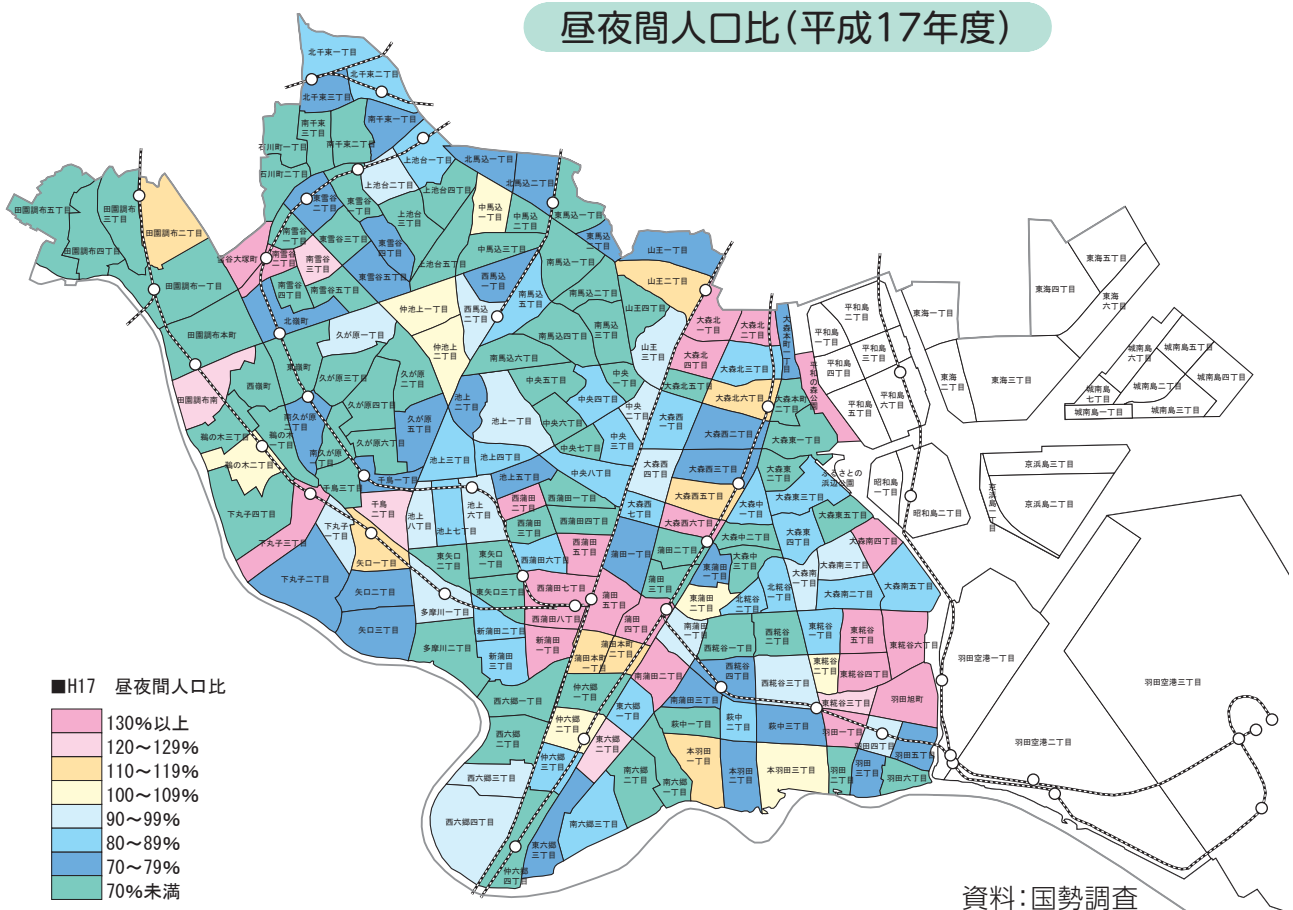 昼夜間人口比(平成17年度)
北千束一丁目
北千束二丁目
北千束三丁目
南千束一丁目
南千束
三丁目
南千束二丁目
石川町一丁目
石川町二丁目
上池台一丁目
上池台二丁目
上池台四丁目
上池台
三丁目
上池台五丁目
北馬込一丁目
北馬込二丁目
中馬込
一丁目
中馬込
二丁目
中馬込三丁目
東馬込一丁目
東馬込
二丁目
東雪谷
二丁目
東雪谷
一丁目
東雪谷三丁目
東雪谷
四丁目
東雪谷五丁目
南雪谷
一丁目
南雪谷
二丁目
南雪谷
三丁目
南雪谷
四丁目
南雪谷五丁目
雪谷大塚町
田園調布五丁目
田園調布
三丁目
田園調布四丁目
田園調布二丁目
田園調布一丁目
田園調布本町
田園調布南
北嶺町
東嶺町
西嶺町
山王一丁目
山王二丁目
山王
三丁目
山王四丁目
西馬込
一丁目
西馬込
二丁目
南馬込一丁目
南馬込二丁目
南馬込
三丁目
南馬込四丁目
南馬込
五丁目
南馬込六丁目
仲池上一丁目
仲池上
二丁目
久が原一丁目
久が原
二丁目
久が原三丁目
久が原四丁目
久が原
五丁目
久が原六丁目
南久が原
二丁目
南久が原
一丁目
鵜の木三丁目
鵜の木
一丁目
鵜の木二丁目
千鳥一丁目
千鳥
二丁目
千鳥三丁目
池上一丁目
池上
二丁目
池上三丁目
池上四丁目
池上五丁目
池上
六丁目
池上七丁目
池上
八丁目
中央
一丁目
中央
二丁目
中央
三丁目
中央四丁目
中央五丁目
中央六丁目
中央七丁目
中央八丁目
大森北
一丁目
大森北
二丁目
大森北三丁目
大森北
四丁目
大森北五丁目
大森北六丁目
大森本町一丁目
大森本町
二丁目
平和の森公園
大森東一丁目
大森東二
丁目
大森東三丁目
大森東
四丁目
大森東五丁目
ふるさとの
浜辺公園
大森西
一丁目
大森西二丁目
大森西三丁目
大森西
四丁目
大森西五丁目
大森西六丁目
大森西
七丁目
大森中
一丁目
大森中二丁目
大森中
三丁目
大森南
一丁目
大森南二丁目
大森南三丁目
大森南四丁目
大森南五丁目
平和島
一丁目
平和島
二丁目
平和島
三丁目
平和島
四丁目
平和島
五丁目
平和島
六丁目
東海一丁目
東海
二丁目
東海三丁目
東海四丁目
東海五丁目
東海
六丁目
城南島一丁目
城南島二丁目
城南島三丁目
城南島四丁目
城南島五丁目
城南島
六丁目
城南島
七丁目
昭和島
一丁目
昭和島二丁目
京浜島一丁目
京浜島二丁目
京浜島三丁目
下丸子
一丁目
下丸子二丁目
下丸子三丁目
下丸子四丁目
矢口一丁目
矢口二丁目
矢口三丁目
東矢口
一丁目
東矢口
二丁目
東矢口三丁目
多摩川一丁目
多摩川二丁目
西蒲田一丁目
西蒲田
二丁目
西蒲田
三丁目
西蒲田四丁目
西蒲田
五丁目
西蒲田六丁目
西蒲田七丁目
西蒲田八丁目
新蒲田
一丁目
新蒲田二丁目
新蒲田
三丁目
蒲田一丁目
蒲田二丁目
蒲田
三丁目
蒲田
四丁目
蒲田
五丁目
蒲田本町
一丁目
蒲田本町
二丁目
東蒲田
一丁目
東蒲田
二丁目
南蒲田
一丁目
南蒲田二丁目
南蒲田三丁目
北糀谷
一丁目
北糀谷
二丁目
西糀谷一丁目
西糀谷
二丁目
西糀谷三丁目
西糀谷
四丁目
東糀谷
一丁目
東糀谷
二丁目
東糀谷三丁目
東糀谷四丁目
東糀谷
五丁目
東糀谷六丁目
羽田旭町
羽田一丁目
羽田
二丁目
羽田
三丁目
羽田四丁目
羽田五丁目
羽田六丁目
萩中一丁目
萩中
二丁目
萩中三丁目
本羽田
一丁目
本羽田
二丁目
本羽田三丁目
仲六郷
一丁目
仲六郷
二丁目
仲六郷
三丁目
仲六郷
四丁目
東六郷
一丁目
東六郷
二丁目
東六郷
三丁目
西六郷一丁目
西六郷
二丁目
西六郷三丁目
西六郷四丁目
南六郷
一丁目
南六郷
二丁目
南六郷三丁目
羽田空港一丁目
羽田空港二丁目
羽田空港三丁目
■H17 昼夜間人口比
130%以上
120～129%
110～119%
100～109%
90～99%
80～89%
70～79%
70%未満
資料:国勢調査